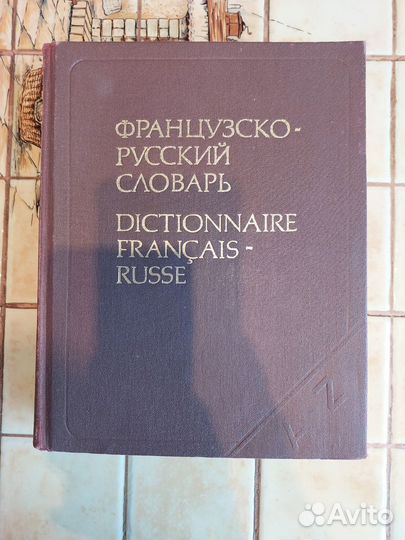 ФРАНЦУЗСКО-
РУССКИЙ
СЛОВАРЬ
DICTIONNAIRE
FRANÇAIS-
RUSSE
Avito